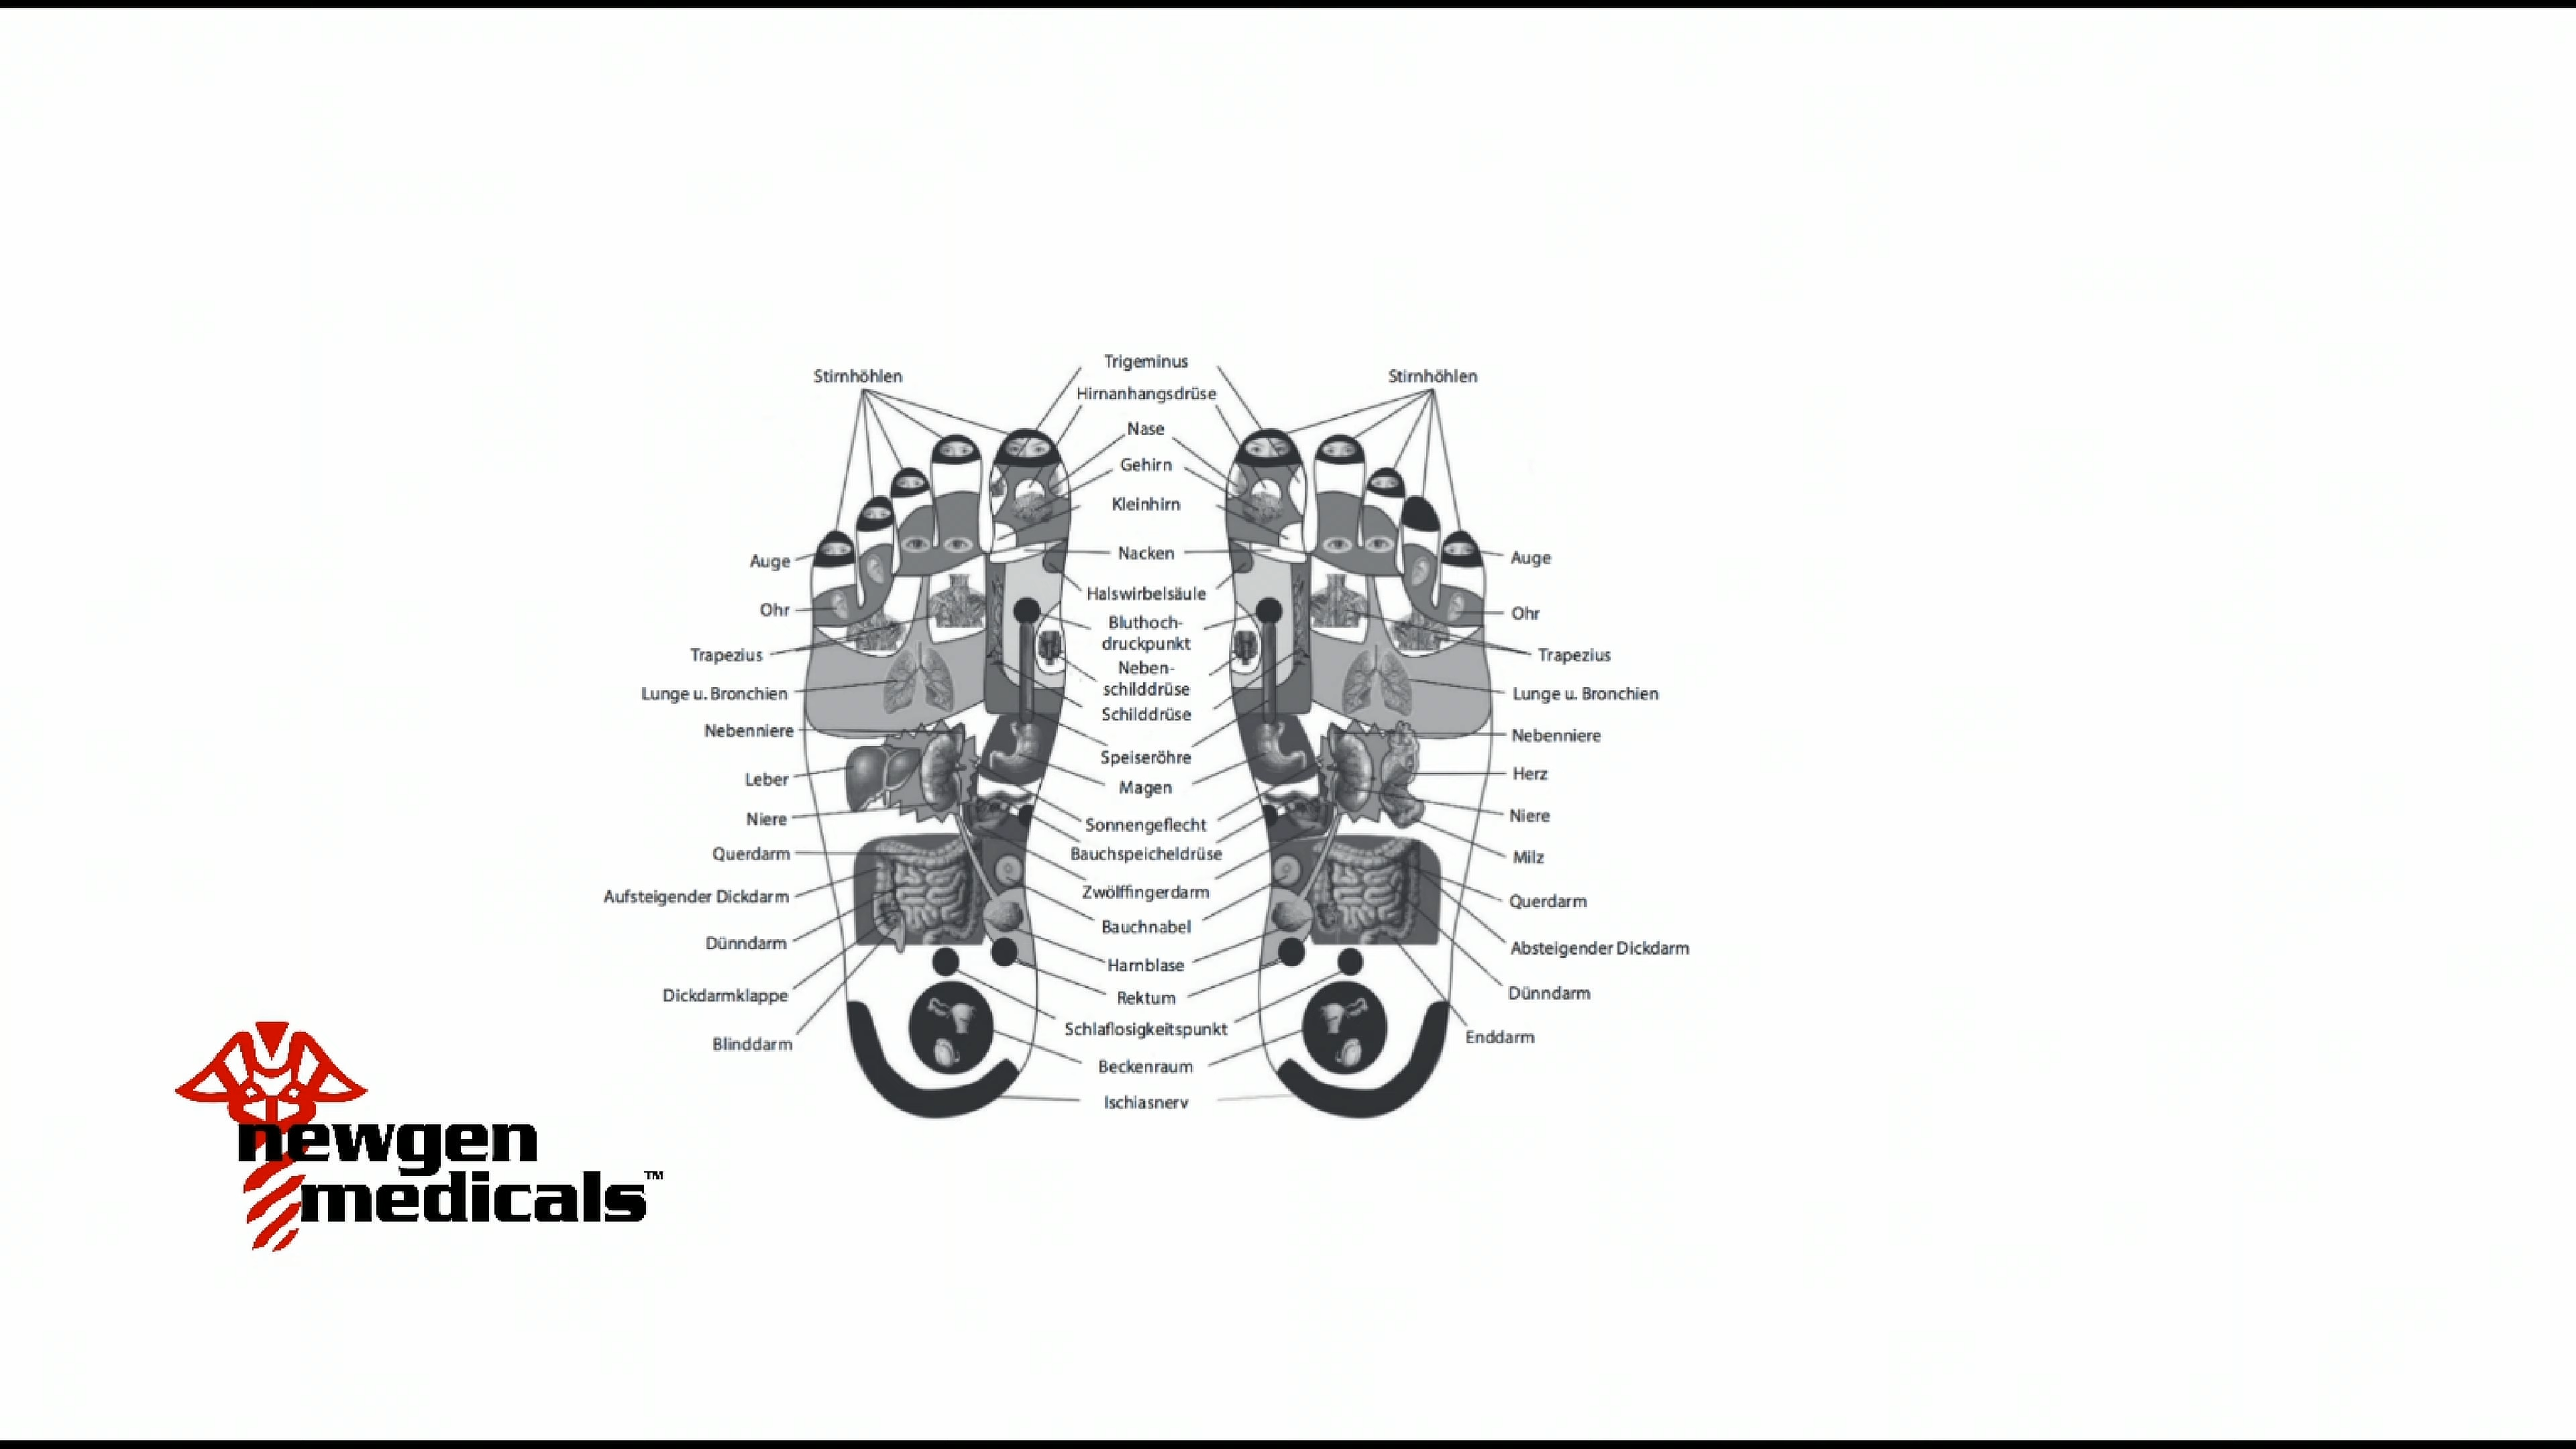 Stirnhöhlen
Auge
Ohr
Trapezius
Lunge u. Bronchien
Nebenniere
Leber
Niere
Querdarm
Aufsteigender Dickdarm
Dünndarm
Dickdarmklappe
Blinddarm
Trigeminus
Hirnanhangsdrüse
Nase
Gehirn
Kleinhirn
Nacken
Halswirbelsäule
Bluthoch-
druckpunkt
Neben-
schilddrüse
Schilddrüse
Speiseröhre
Magen
Sonnengeflecht
Bauchspeicheldrüse
Zwölffingerdarm
Bauchnabel
Harnblase
Rektum
Schlaflosigkeitspunkt
Beckenraum
Ischiasnerv
Stirnhöhlen
Auge
Ohr
Trapezius
Lunge u. Bronchien
Nebenniere
Herz
Niere
Milz
Querdarm
Absteigender Dickdarm
Dünndarm
Enddarm
newgen
medicals™